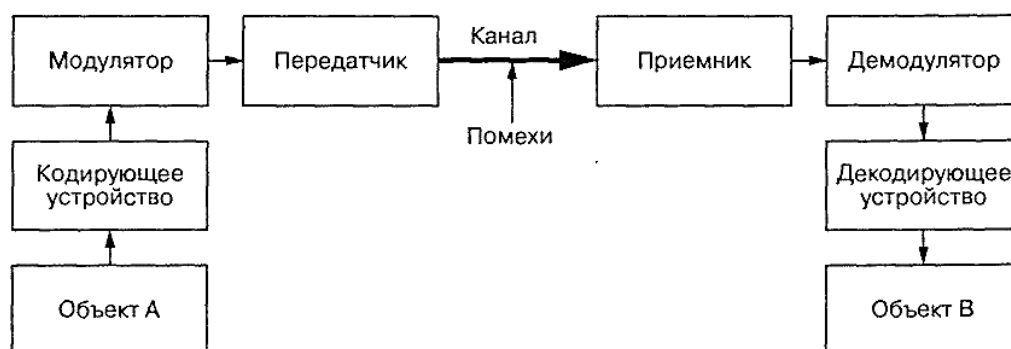 Модулятор
Передатчик
Канал
Помехи
Приемник
Демодулятор
Кодирующее
устройство
Декодирующее
устройство
Объект А
Объект В